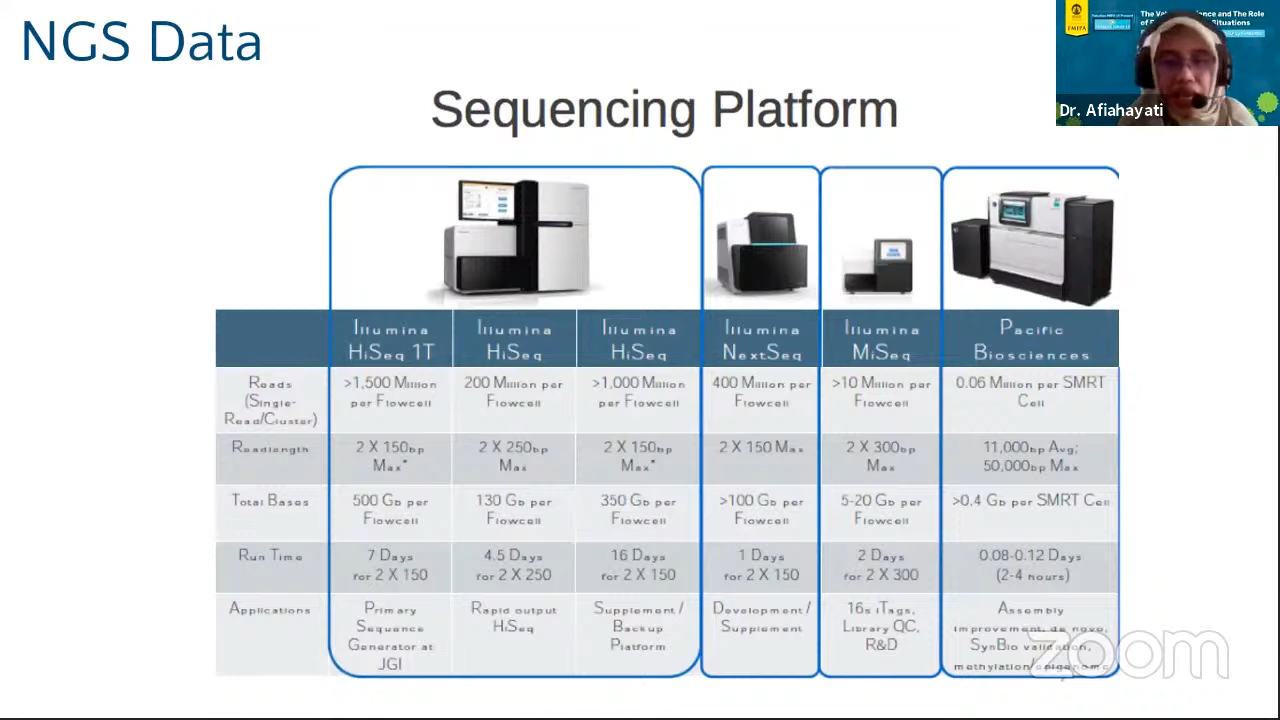 NGS Data
Sequencing Platform
Dr. Afiahayati
FMIPA
Illumina HiSeq 1T
Illumina HiSeq
Illumina HiSeq
Illumina NextSeq
Illumina MiSeq
Pacific Biosciences
Reads (Single-Read/Cluster)
>1,500 Million per Flowcell
200 Million per Flowcell
>1,000 Million per Flowcell
400 Million per Flowcell
>10 Million per Flowcell
0.06 Million per SMRT Cell
Readlength
2 X 150bp Max*
2 X 250bp Max
2 X 150bp Max*
2 X 150 Max
2 X 300bp Max
11,000bp Avg; 50,000bp Max
Total Bases
500 Gb per Flowcell
130 Gb per Flowcell
350 Gb per Flowcell
>100 Gb per Flowcell
5-20 Gb per Flowcell
>0.4 Gb per SMRT Cell
Run Time
7 Days for 2 X 150
4.5 Days for 2 X 250
16 Days for 2 X 150
1 Days for 2 X 150
2 Days for 2 X 300
0.08-0.12 Days (2-4 hours)
Applications
Primary Sequence Generator at JGI
Rapid output HiSeq
Supplement/ Backup Platform
Development/ Supplement
16s iTags, Library QC, R&D
Assembly improvement, de novo, SynBio validation, methylation/epigenome
zoom